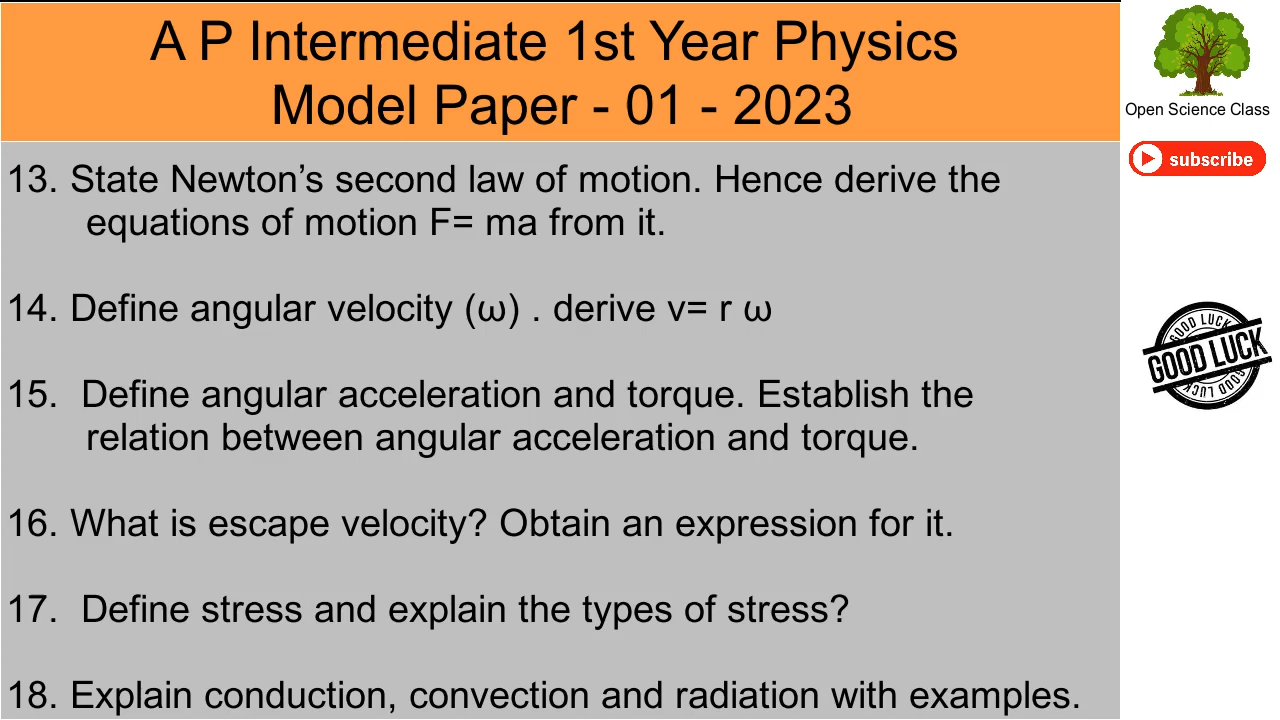 A P Intermediate 1st Year Physics
Model Paper - 01 - 2023
Open Science Class
subscribe
13. State Newton’s second law of motion. Hence derive the
equations of motion F= ma from it.
14. Define angular velocity (ω) . derive v= r ω
15. Define angular acceleration and torque. Establish the
relation between angular acceleration and torque.
16. What is escape velocity? Obtain an expression for it.
17. Define stress and explain the types of stress?
18. Explain conduction, convection and radiation with examples.
GOOD LUCK
GOOD LUCK
GOOD LUCK